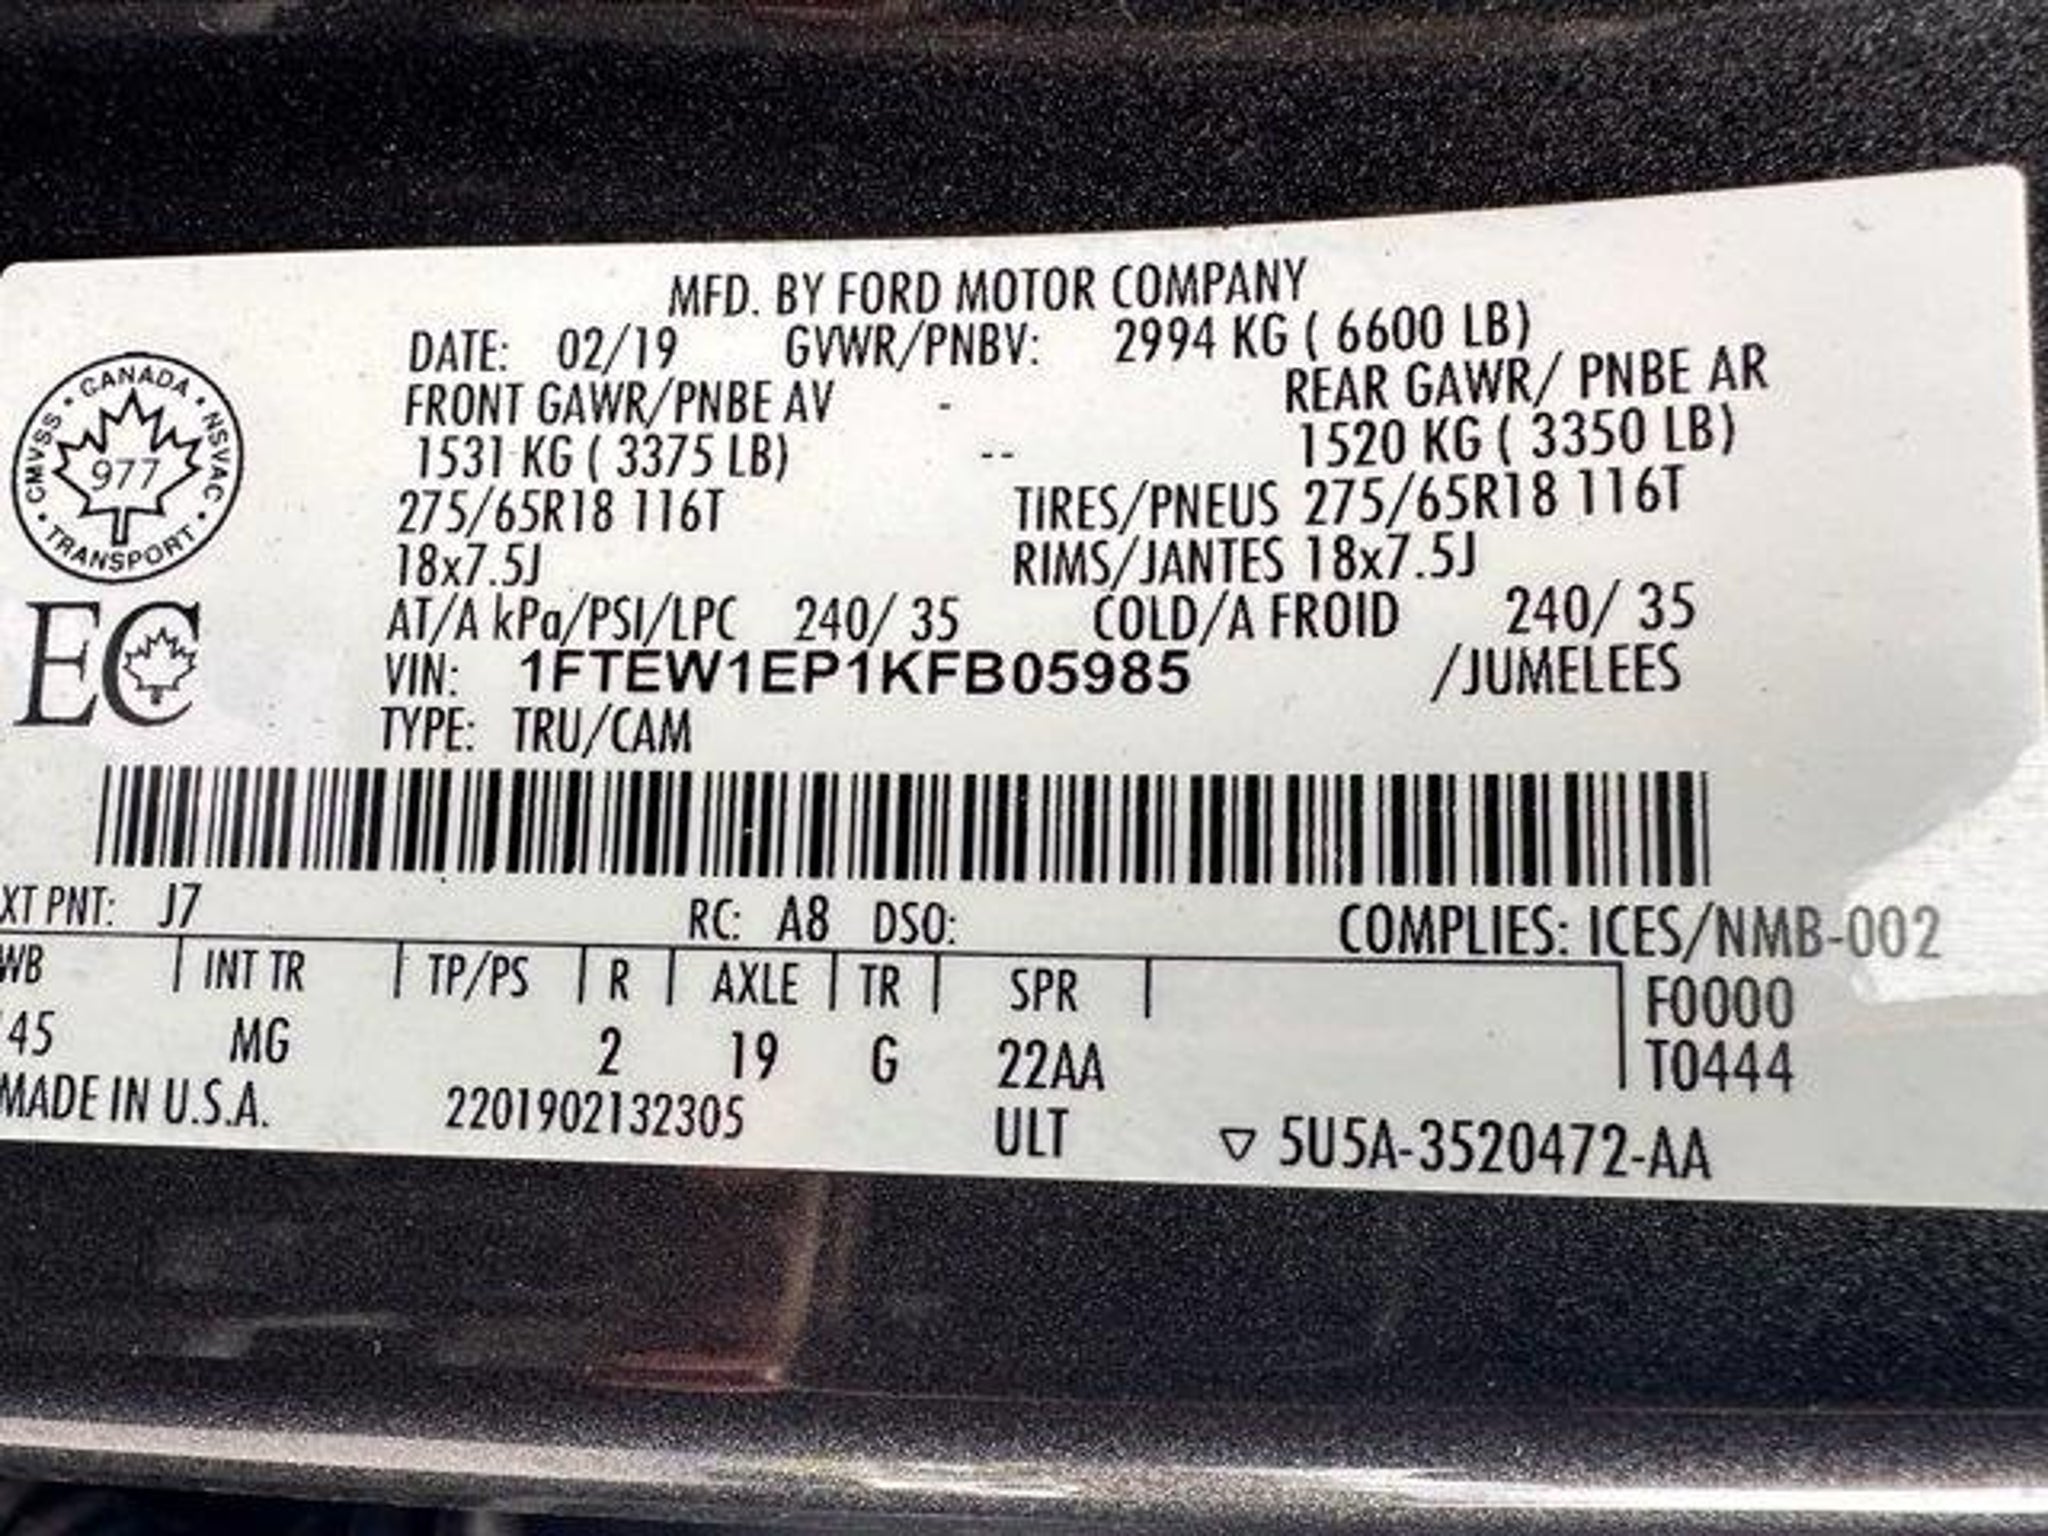 MFD. BY FORD MOTOR COMPANY
DATE: 02/19 GVWR/PNBV: 2994 KG ( 6600 LB)
FRONT GAWR/PNBE AV - REAR GAWR/ PNBE AR
1531 KG ( 3375 LB) -- 1520 KG ( 3350 LB)
275/65R18 116T TIRES/PNEUS 275/65R18 116T
18x7.5J RIMS/JANTES 18x7.5J
AT/A kPa/PSI/LPC 240/ 35 COLD/A FROID 240/ 35
VIN: 1FTEW1EP1KFB05985 /JUMELEES
TYPE: TRU/CAM
CANADA • NSVAC • TRANSPORT • CMVSS •
977
EC
XT PNT: J7 RC: A8 DSO: COMPLIES: ICES/NMB-002
WB INT TR TP/PS R AXLE TR SPR F0000
45 MG 2 19 G 22AA T0444
MADE IN U.S.A. 2201902132305 ULT ▽ 5U5A-3520472-AA